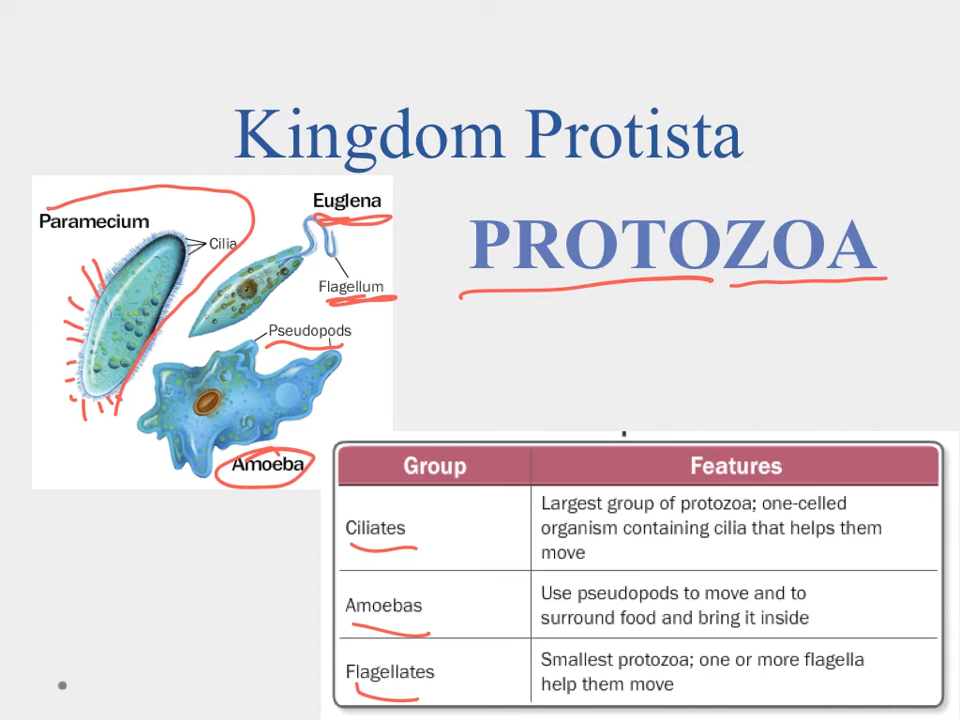 Kingdom Protista
Paramecium
Euglena
Cilia
PROTOZOA
Flagellum
Pseudopods
Amoeba
Group
Features
Ciliates
Largest group of protozoa; one-celled
organism containing cilia that helps them
move
Amoebas
Use pseudopods to move and to
surround food and bring it inside
Flagellates
Smallest protozoa; one or more flagella
help them move